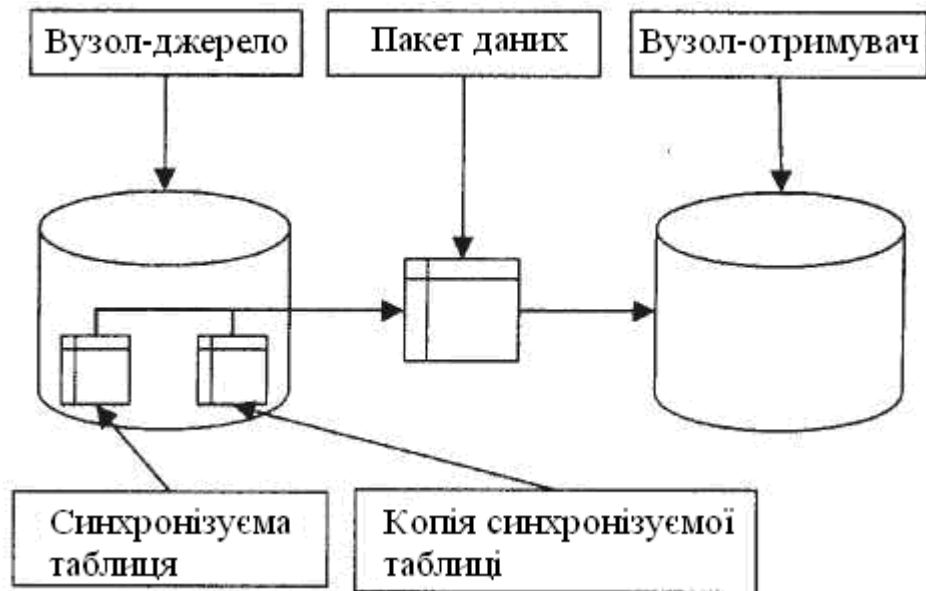 Вузол-джерело
Пакет даних
Вузол-отримувач
Синхронізуєма
таблиця
Копія синхронізуємої
таблиці